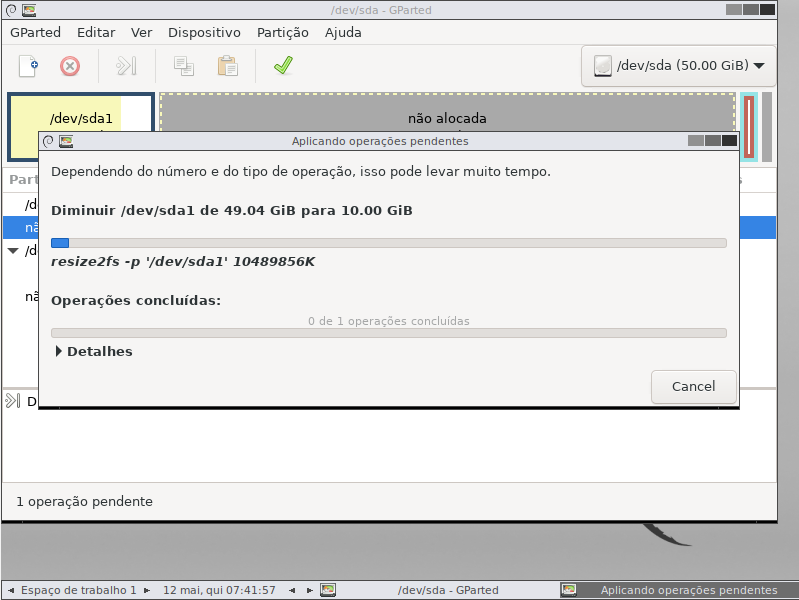 /dev/sda - GParted
GParted Editar Ver Dispositivo Partição Ajuda
/dev/sda (50.00 GiB)
/dev/sda1
não alocada
Aplicando operações pendentes
Part
Dependendo do número e do tipo de operação, isso pode levar muito tempo.
/d
Diminuir /dev/sda1 de 49.04 GiB para 10.00 GiB
nã
/d
resize2fs -p '/dev/sda1' 10489856K
nã
Operações concluídas:
0 de 1 operações concluídas
Detalhes
Cancel
D
1 operação pendente
Espaço de trabalho 1 12 mai, qui 07:41:57 /dev/sda - GParted Aplicando operações pendentes